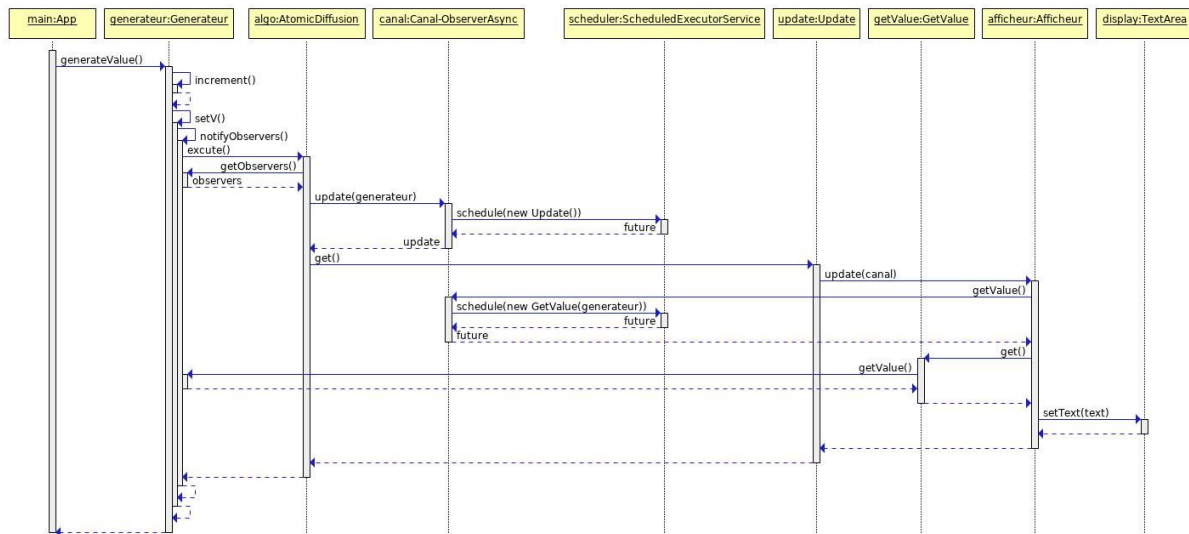 main:App
generateur:Generateur
algo:AtomicDiffusion
canal:Canal-ObserverAsync
scheduler:ScheduledExecutorService
update:Update
getValue:GetValue
afficheur:Afficheur
display:TextArea
generateValue()
increment()
setV()
notifyObservers()
excute()
getObservers()
observers
update(generateur)
schedule(new Update())
future
update
get()
update(canal)
getValue()
schedule(new GetValue(generateur))
future
future
get()
getValue()
setText(text)